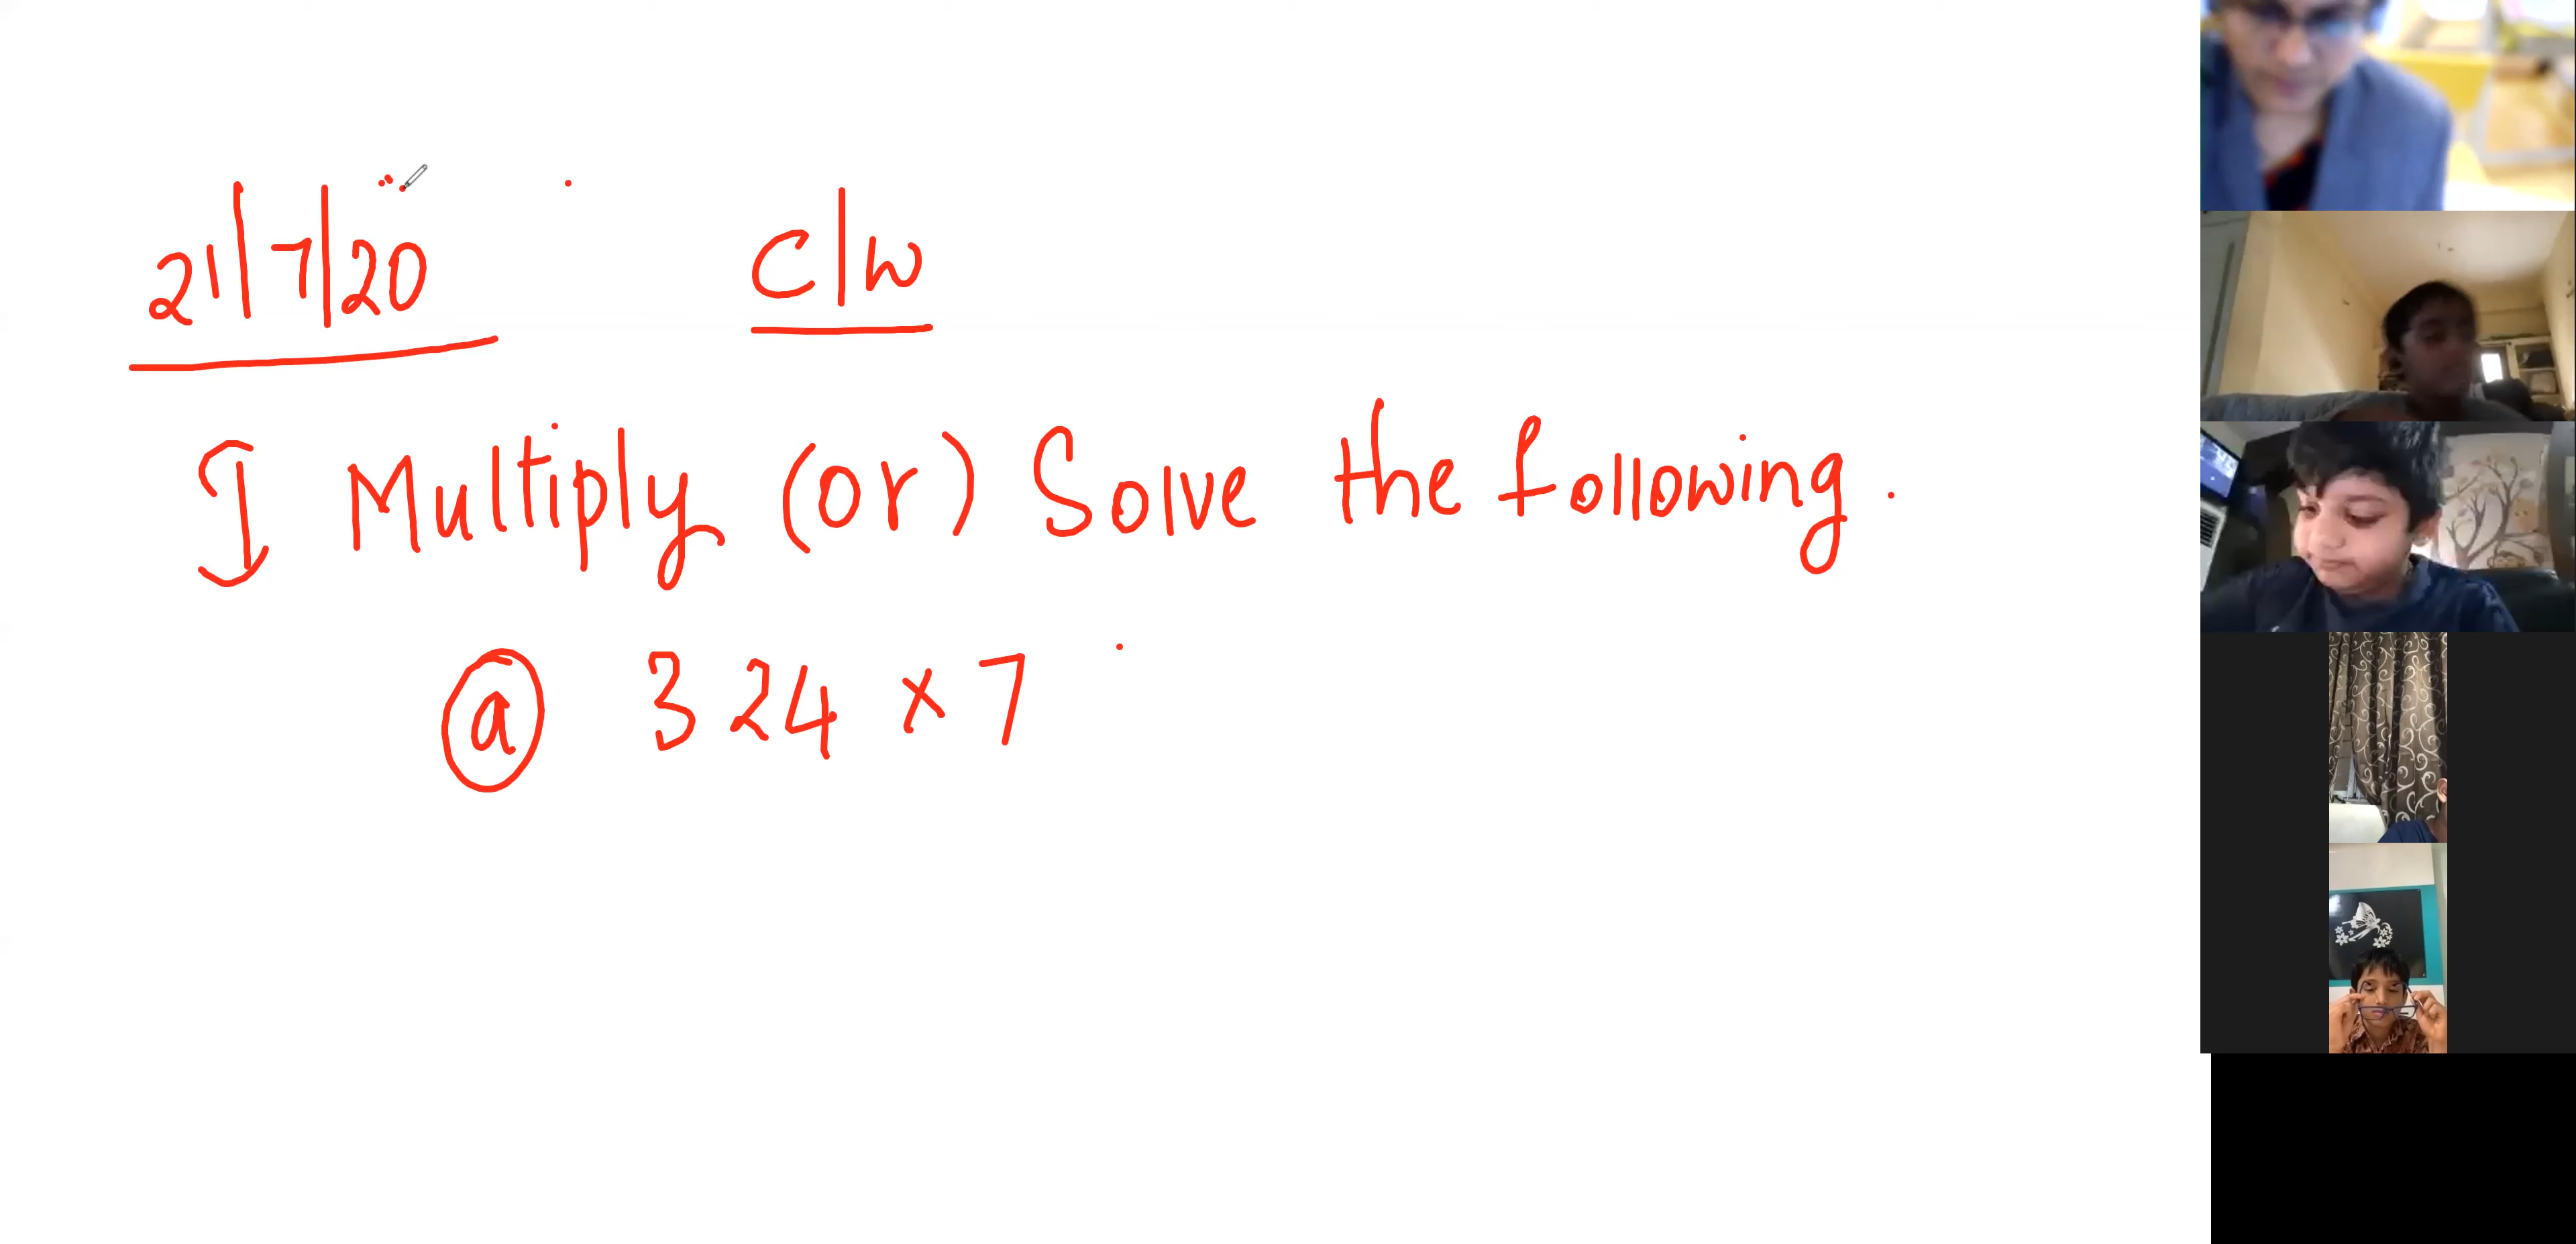 21/7/20 C/W
I Multiply (or) Solve the following.
a 324 × 7